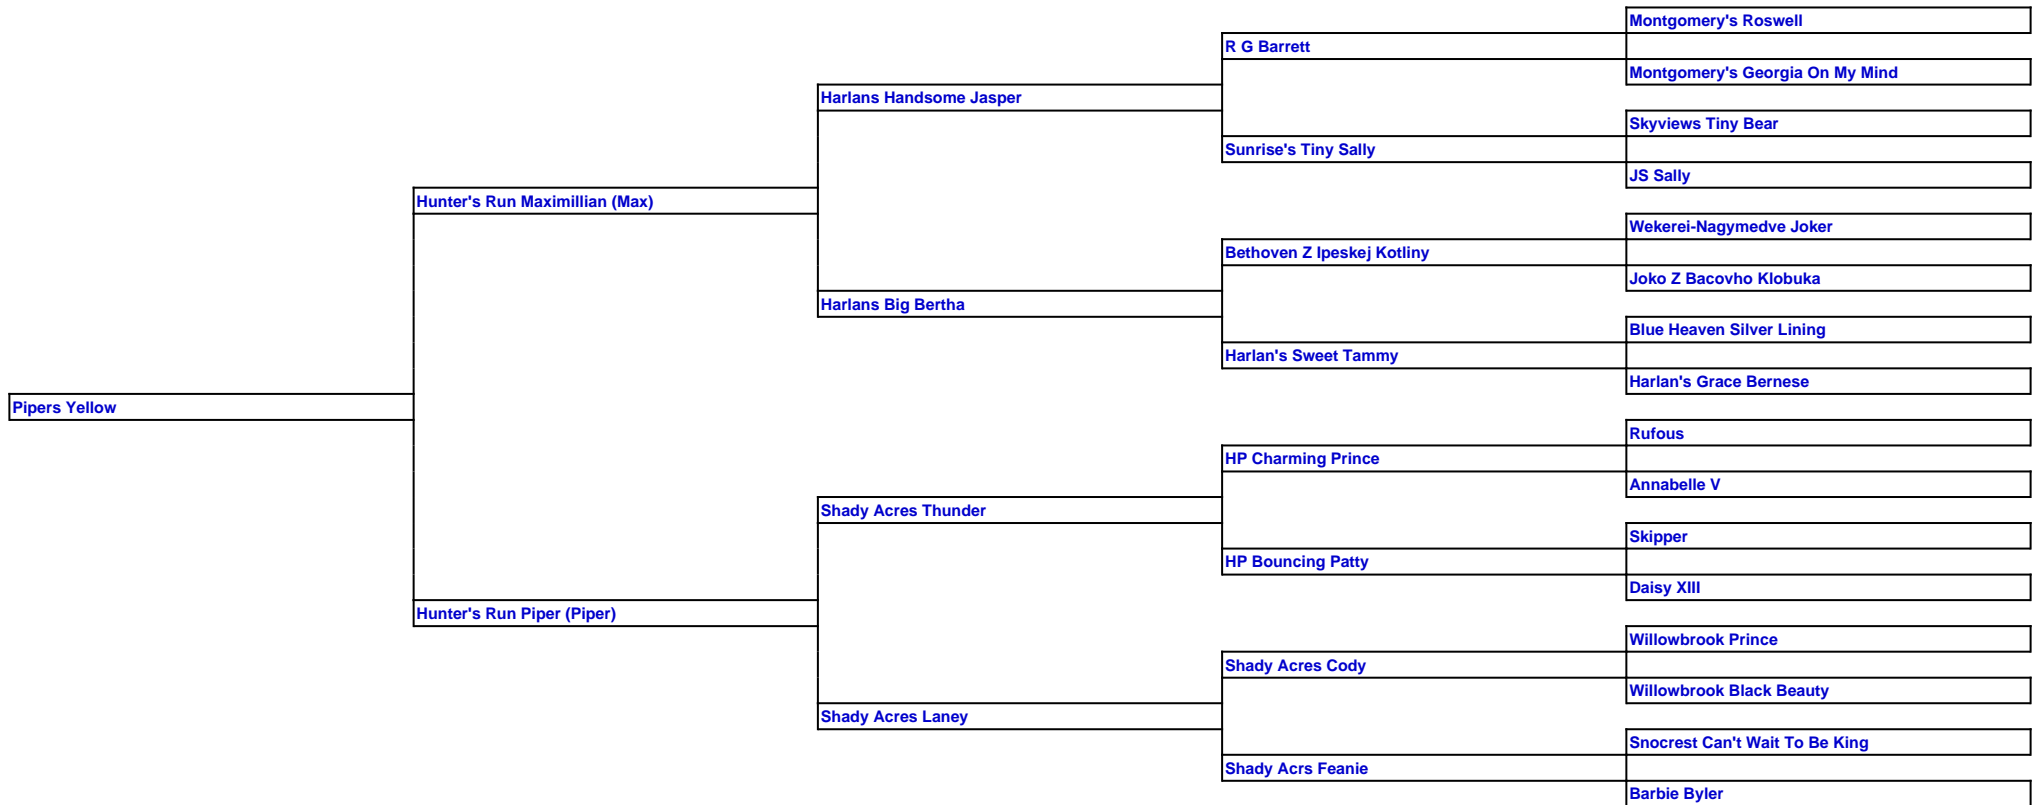 Montgomery's Roswell
R G Barrett
Montgomery's Georgia On My Mind
Harlans Handsome Jasper
Skyviews Tiny Bear
Sunrise's Tiny Sally
JS Sally
Hunter's Run Maximillian (Max)
Wekerei-Nagymedve Joker
Bethoven Z Ipeskej Kotliny
Joko Z Bacovho Klobuka
Harlans Big Bertha
Blue Heaven Silver Lining
Harlan's Sweet Tammy
Harlan's Grace Bernese
Pipers Yellow
Rufous
HP Charming Prince
Annabelle V
Shady Acres Thunder
Skipper
HP Bouncing Patty
Daisy XIII
Hunter's Run Piper (Piper)
Willowbrook Prince
Shady Acres Cody
Willowbrook Black Beauty
Shady Acres Laney
Snocrest Can't Wait To Be King
Shady Acrs Feanie
Barbie Byler